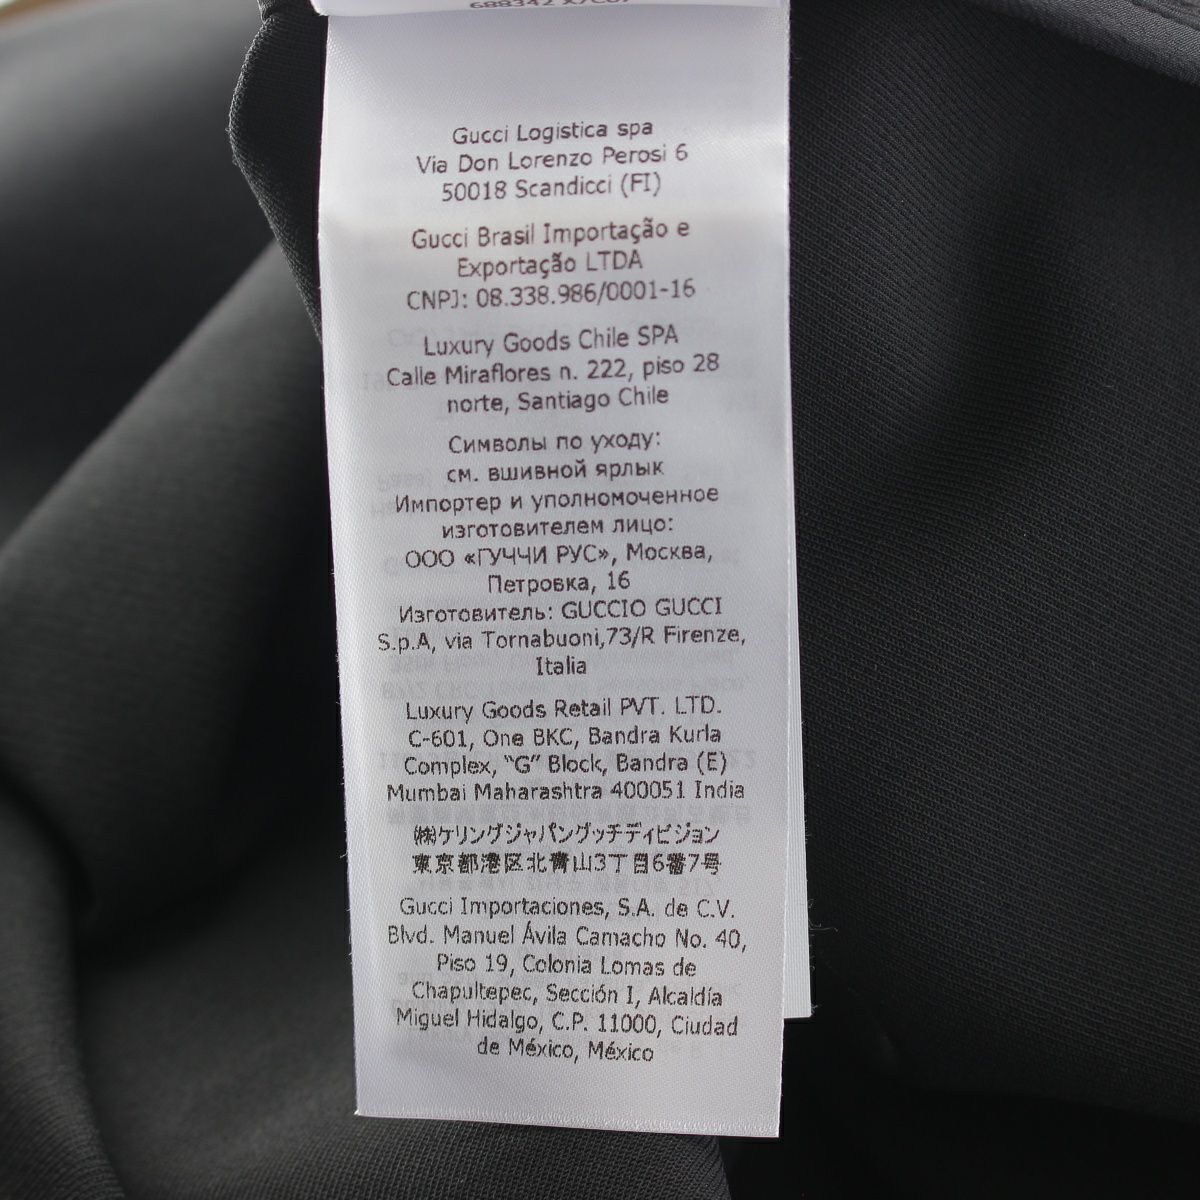 Gucci Logistica spa
Via Don Lorenzo Perosi 6
50018 Scandicci (FI)
Gucci Brasil Importação e
Exportação LTDA
CNPJ: 08.338.986/0001-16
Luxury Goods Chile SPA
Calle Miraflores n. 222, piso 28
norte, Santiago Chile
Символы по уходу:
см. вшивной ярлык
Импортер и уполномоченное
изготовителем лицо:
ООО «ГУЧЧИ РУС», Москва,
Петровка, 16
Изготовитель: GUCCIO GUCCI
S.p.A, via Tornabuoni,73/R Firenze,
Italia
Luxury Goods Retail PVT. LTD.
C-601, One BKC, Bandra Kurla
Complex, "G" Block, Bandra (E)
Mumbai Maharashtra 400051 India
㈱ケリングジャパングッチディビジョン
東京都港区北青山3丁目6番7号
Gucci Importaciones, S.A. de C.V.
Blvd. Manuel Ávila Camacho No. 40,
Piso 19, Colonia Lomas de
Chapultepec, Sección I, Alcaldía
Miguel Hidalgo, C.P. 11000, Ciudad
de México, México